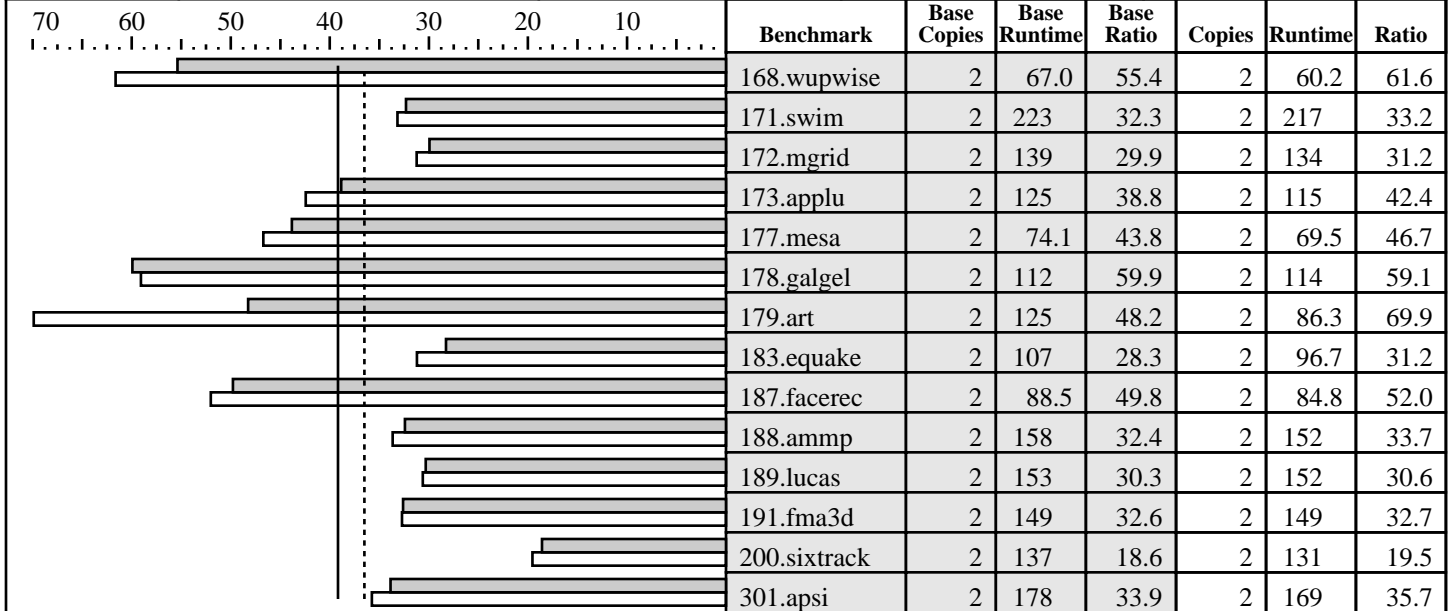 70 60 50 40 30 20 10
Benchmark Base Copies Base Runtime Base Ratio Copies Runtime Ratio
168.wupwise 2 67.0 55.4 2 60.2 61.6
171.swim 2 223 32.3 2 217 33.2
172.mgrid 2 139 29.9 2 134 31.2
173.applu 2 125 38.8 2 115 42.4
177.mesa 2 74.1 43.8 2 69.5 46.7
178.galgel 2 112 59.9 2 114 59.1
179.art 2 125 48.2 2 86.3 69.9
183.equake 2 107 28.3 2 96.7 31.2
187.facerec 2 88.5 49.8 2 84.8 52.0
188.ammp 2 158 32.4 2 152 33.7
189.lucas 2 153 30.3 2 152 30.6
191.fma3d 2 149 32.6 2 149 32.7
200.sixtrack 2 137 18.6 2 131 19.5
301.apsi 2 178 33.9 2 169 35.7